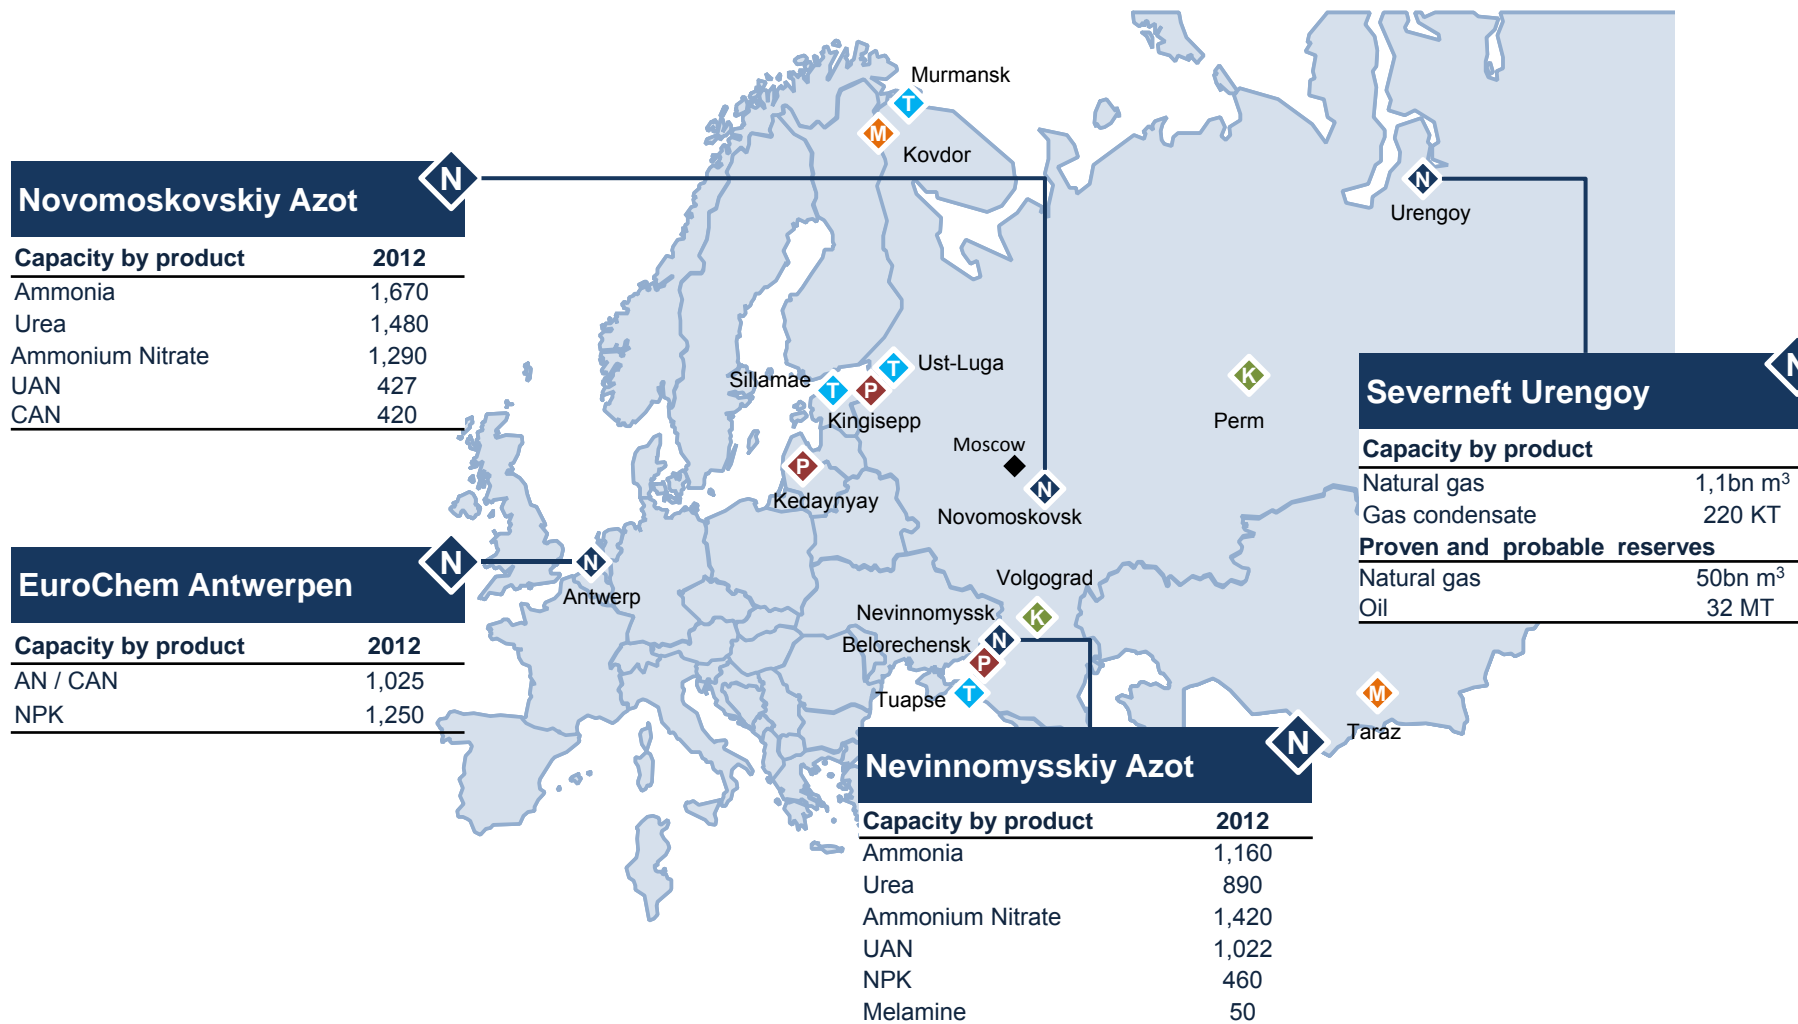 Murmansk
T
M
Kovdor
N
Novomoskovskiy Azot
Capacity by product 2012
Ammonia 1,670
Urea 1,480
Ammonium Nitrate 1,290
UAN 427
CAN 420
N
Urengoy
Ust-Luga
T
Sillamae
T
P
Kingisepp
K
Perm
N
Severneft Urengoy
Capacity by product
Natural gas 1,1bn m³
Gas condensate 220 KT
Proven and probable reserves
Natural gas 50bn m³
Oil 32 MT
Moscow
P
Kedaynyay
N
Novomoskovsk
N
EuroChem Antwerpen
Capacity by product 2012
AN / CAN 1,025
NPK 1,250
N
Antwerp
Volgograd
K
Nevinnomyssk
N
Belorechensk
P
Tuapse
T
M
Taraz
N
Nevinnomysskiy Azot
Capacity by product 2012
Ammonia 1,160
Urea 890
Ammonium Nitrate 1,420
UAN 1,022
NPK 460
Melamine 50